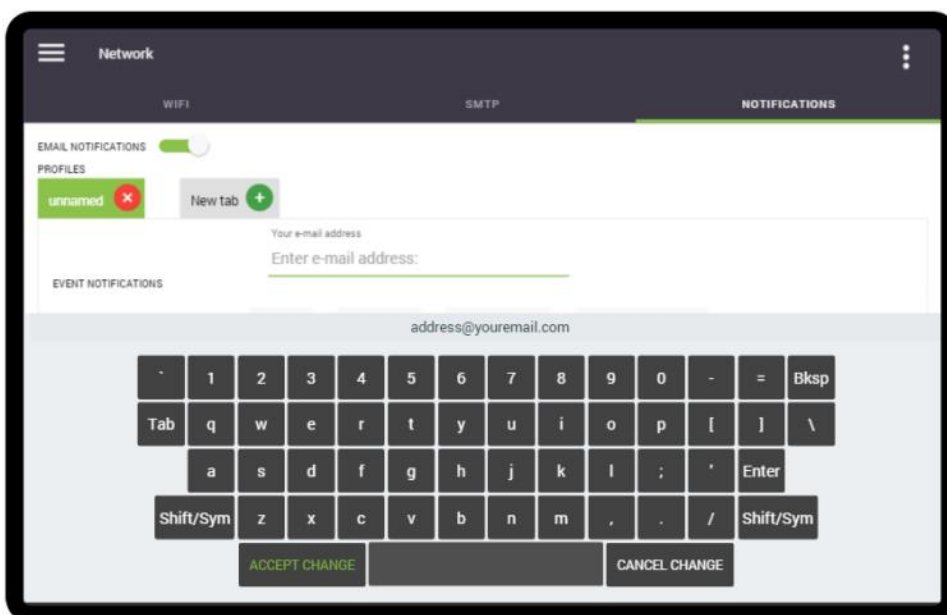 Network
WIFI SMTP NOTIFICATIONS
EMAIL NOTIFICATIONS
PROFILES
unnamed New tab
Your e-mail address
Enter e-mail address:
EVENT NOTIFICATIONS
address@youremail.com
` 1 2 3 4 5 6 7 8 9 0 - = Bksp
Tab q w e r t y u i o p [ ] \
a s d f g h j k l ; ' Enter
Shift/Sym z x c v b n m , . / Shift/Sym
ACCEPT CHANGE CANCEL CHANGE